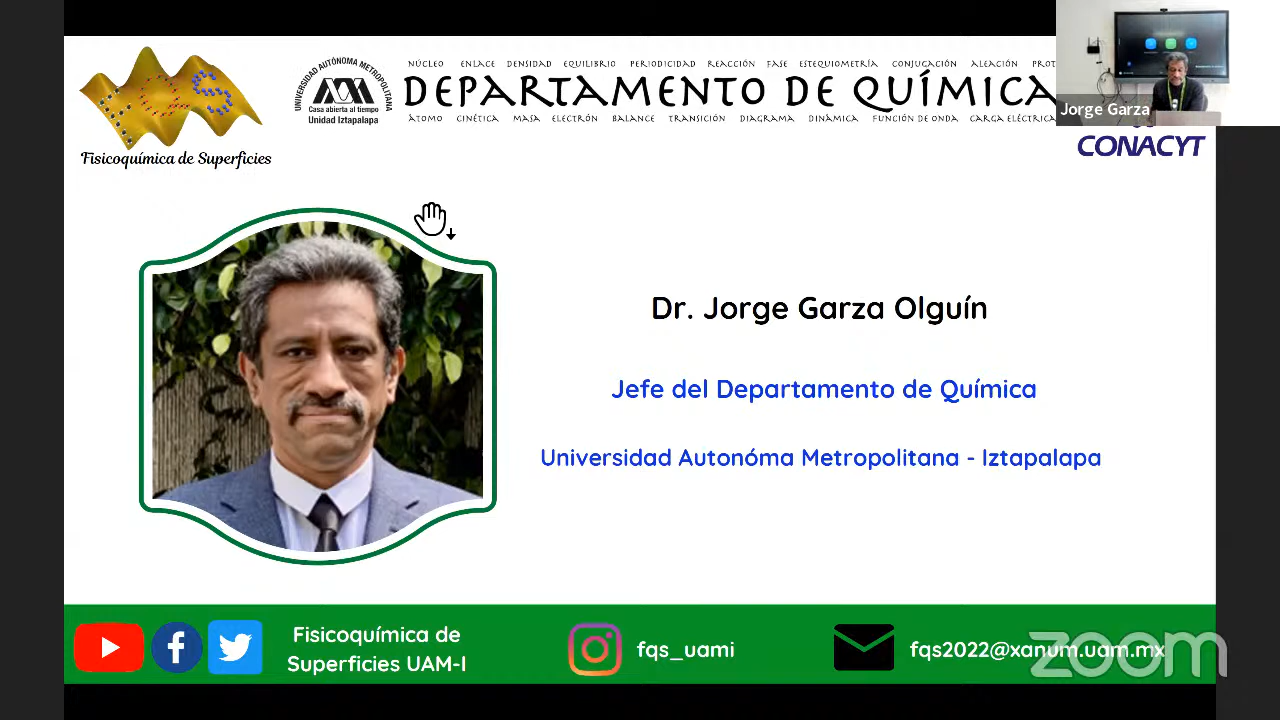 Fisicoquímica de Superficies
UNIVERSIDAD AUTÓNOMA METROPOLITANA
Casa abierta al tiempo
Unidad Iztapalapa
NÚCLEO ENLACE DENSIDAD EQUILIBRIO PERIODICIDAD REACCIÓN FASE ESTEQUIOMETRÍA CONJUGACIÓN ALEACIÓN
DEPARTAMENTO DE QUÍMICA
ÁTOMO CINÉTICA MASA ELECTRÓN BALANCE TRANSICIÓN DIAGRAMA DINÁMICA FUNCIÓN DE ONDA CARGA ELÉCTRICA
Jorge Garza
CONACYT
Dr. Jorge Garza Olguín
Jefe del Departamento de Química
Universidad Autonóma Metropolitana - Iztapalapa
Fisicoquímica de
Superficies UAM-I
fqs_uami
fqs2022@xanum.uam.mx
zoom